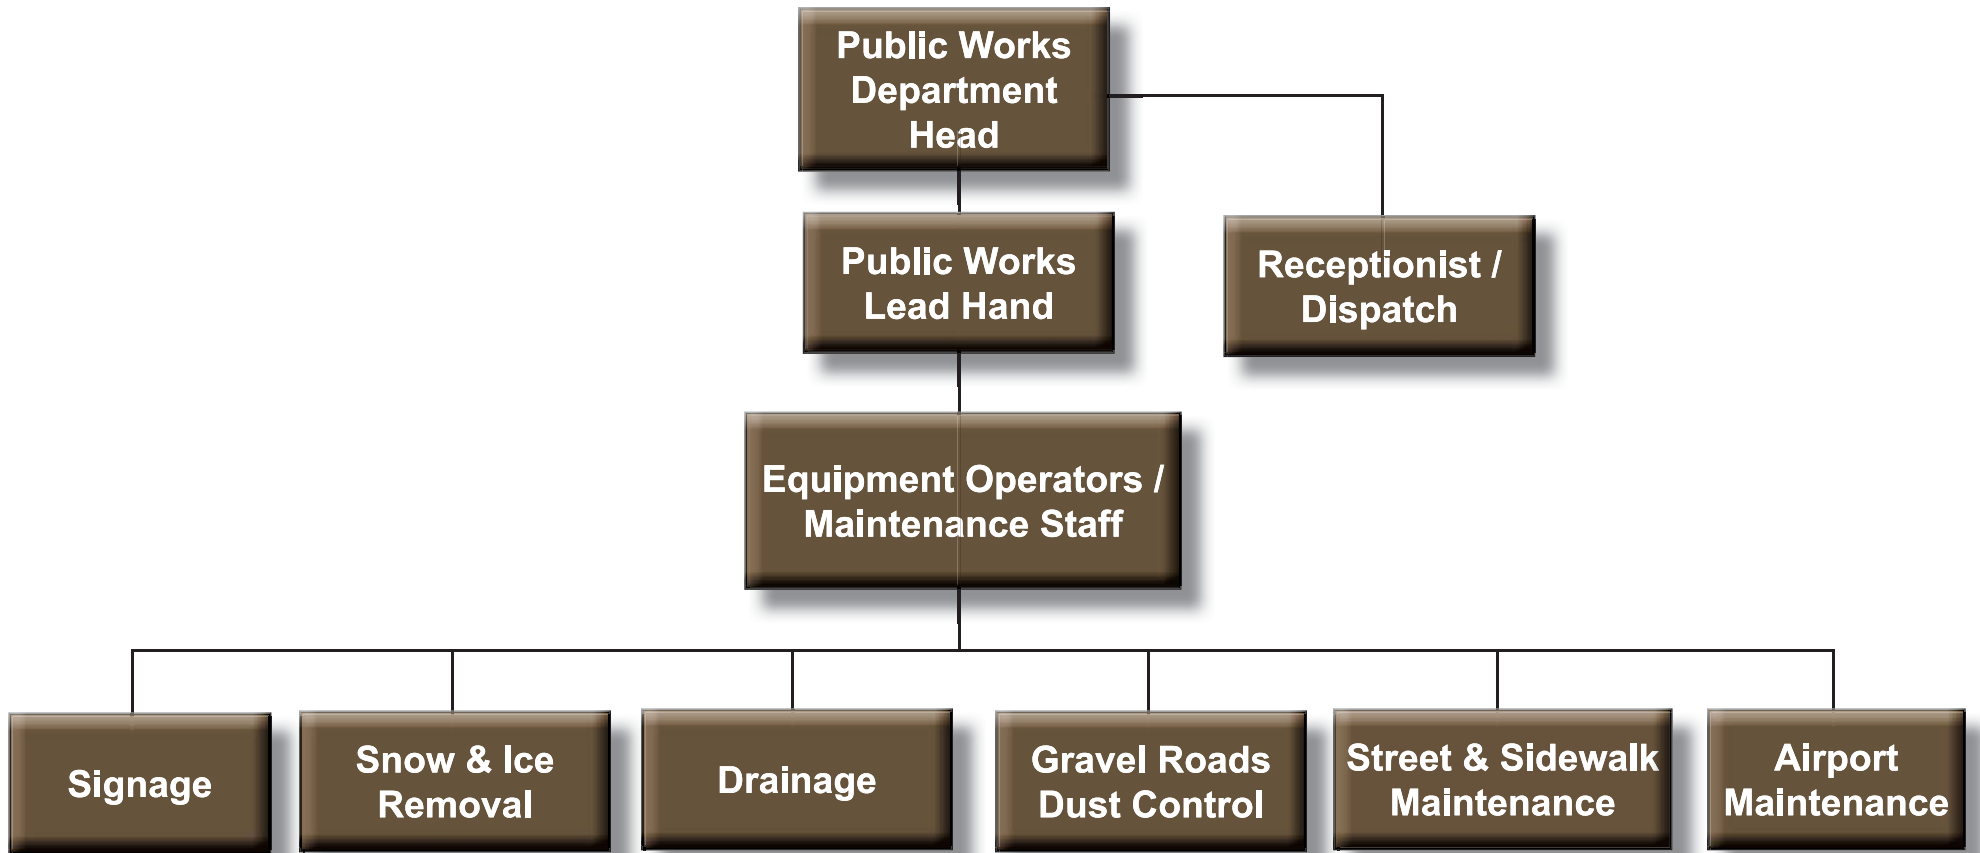 Public Works
Department
Head
Public Works
Lead Hand
Receptionist /
Dispatch
Equipment Operators /
Maintenance Staff
Signage
Snow & Ice
Removal
Drainage
Gravel Roads
Dust Control
Street & Sidewalk
Maintenance
Airport
Maintenance